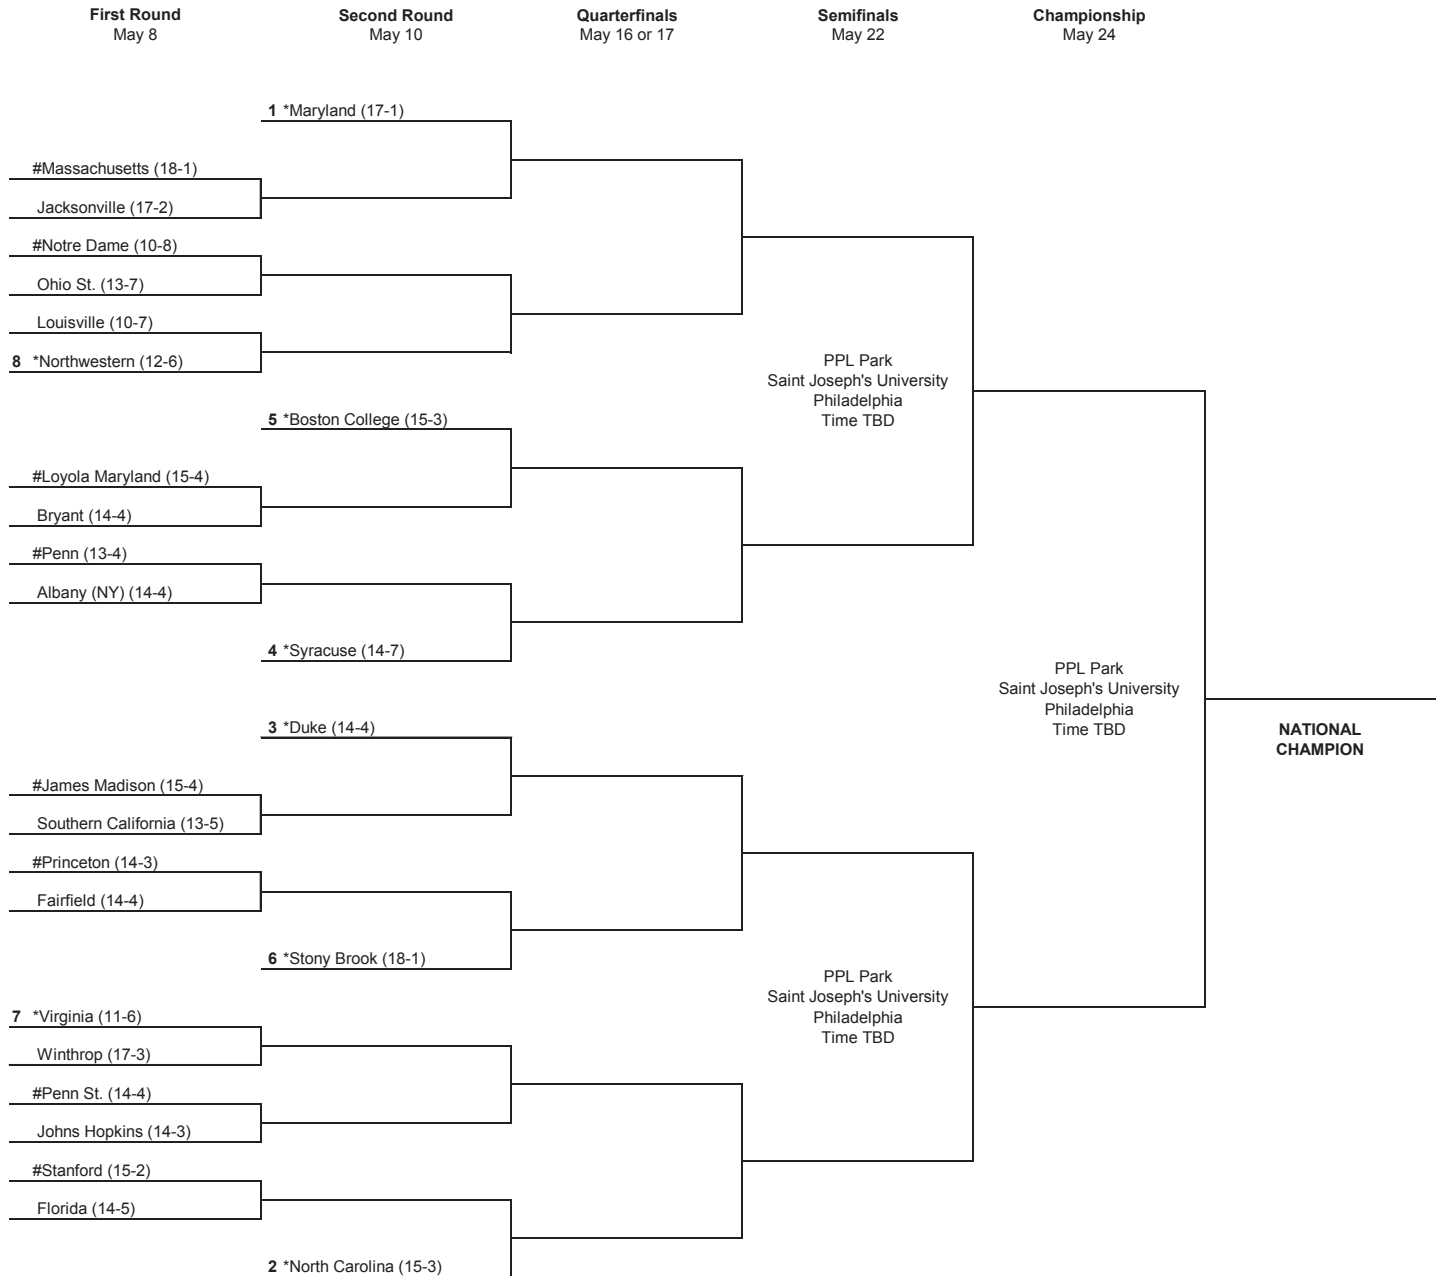 First Round
May 8
Second Round
May 10
Quarterfinals
May 16 or 17
Semifinals
May 22
Championship
May 24
1 *Maryland (17-1)
#Massachusetts (18-1)
Jacksonville (17-2)
#Notre Dame (10-8)
Ohio St. (13-7)
Louisville (10-7)
8 *Northwestern (12-6)
PPL Park
Saint Joseph's University
Philadelphia
Time TBD
5 *Boston College (15-3)
#Loyola Maryland (15-4)
Bryant (14-4)
#Penn (13-4)
Albany (NY) (14-4)
4 *Syracuse (14-7)
PPL Park
Saint Joseph's University
Philadelphia
Time TBD
NATIONAL
CHAMPION
3 *Duke (14-4)
#James Madison (15-4)
Southern California (13-5)
#Princeton (14-3)
Fairfield (14-4)
6 *Stony Brook (18-1)
PPL Park
Saint Joseph's University
Philadelphia
Time TBD
7 *Virginia (11-6)
Winthrop (17-3)
#Penn St. (14-4)
Johns Hopkins (14-3)
#Stanford (15-2)
Florida (14-5)
2 *North Carolina (15-3)